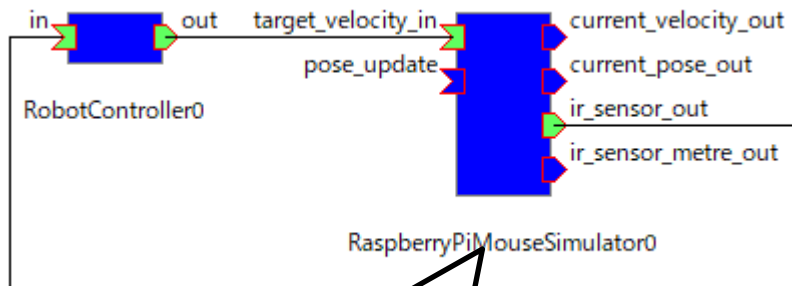 in
out
target_velocity_in
current_velocity_out
pose_update
current_pose_out
RobotController0
ir_sensor_out
ir_sensor_metre_out
RaspberryPiMouseSimulator0